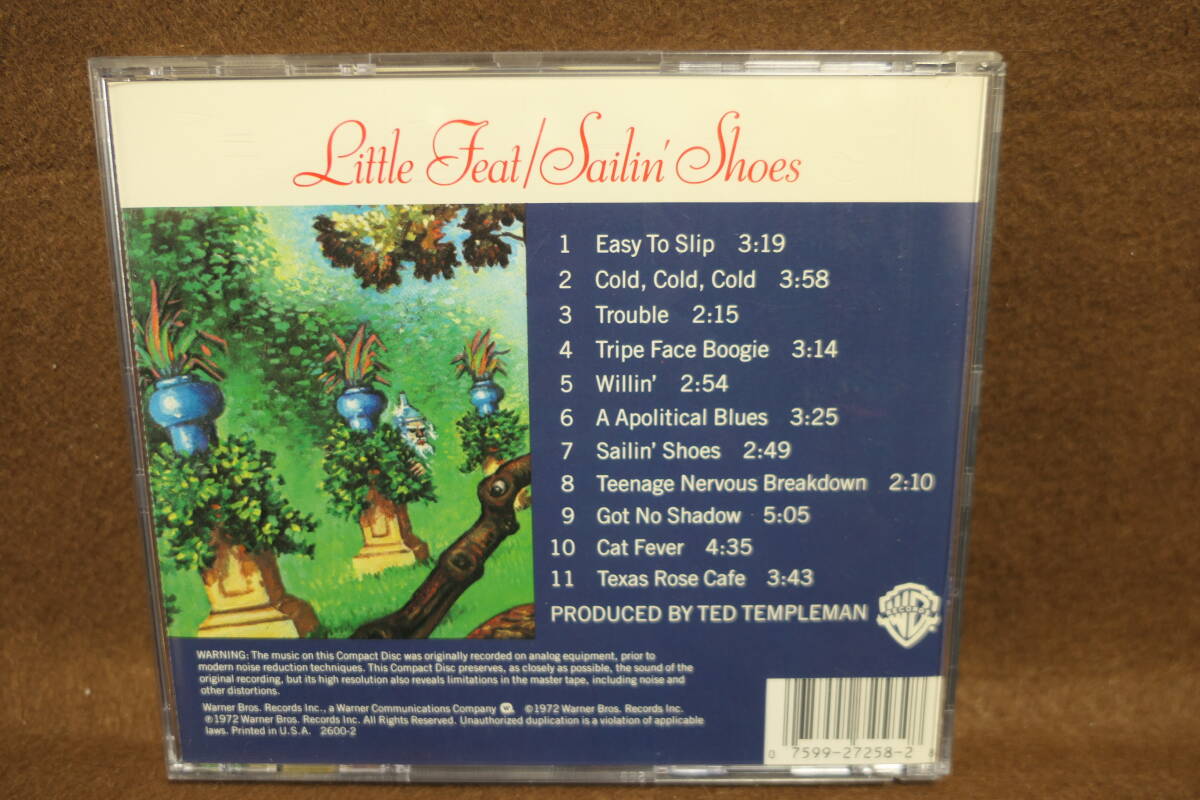 Little Feat/Sailin' Shoes
1 Easy To Slip 3:19
2 Cold, Cold, Cold 3:58
3 Trouble 2:15
4 Tripe Face Boogie 3:14
5 Willin' 2:54
6 A Apolitical Blues 3:25
7 Sailin' Shoes 2:49
8 Teenage Nervous Breakdown 2:10
9 Got No Shadow 5:05
10 Cat Fever 4:35
11 Texas Rose Cafe 3:43
PRODUCED BY TED TEMPLEMAN
WB RECORDS
WARNING: The music on this Compact Disc was originally recorded on analog equipment, prior to
modern noise reduction techniques. This Compact Disc preserves, as closely as possible, the sound of the
original recording, but its high resolution also reveals limitations in the master tape, including noise and
other distortions.
Warner Bros. Records Inc., a Warner Communications Company ©1972 Warner Bros. Records Inc.
℗1972 Warner Bros. Records Inc. All Rights Reserved. Unauthorized duplication is a violation of applicable
laws. Printed in U.S.A. 2600-2
0 7599-27258-2 8